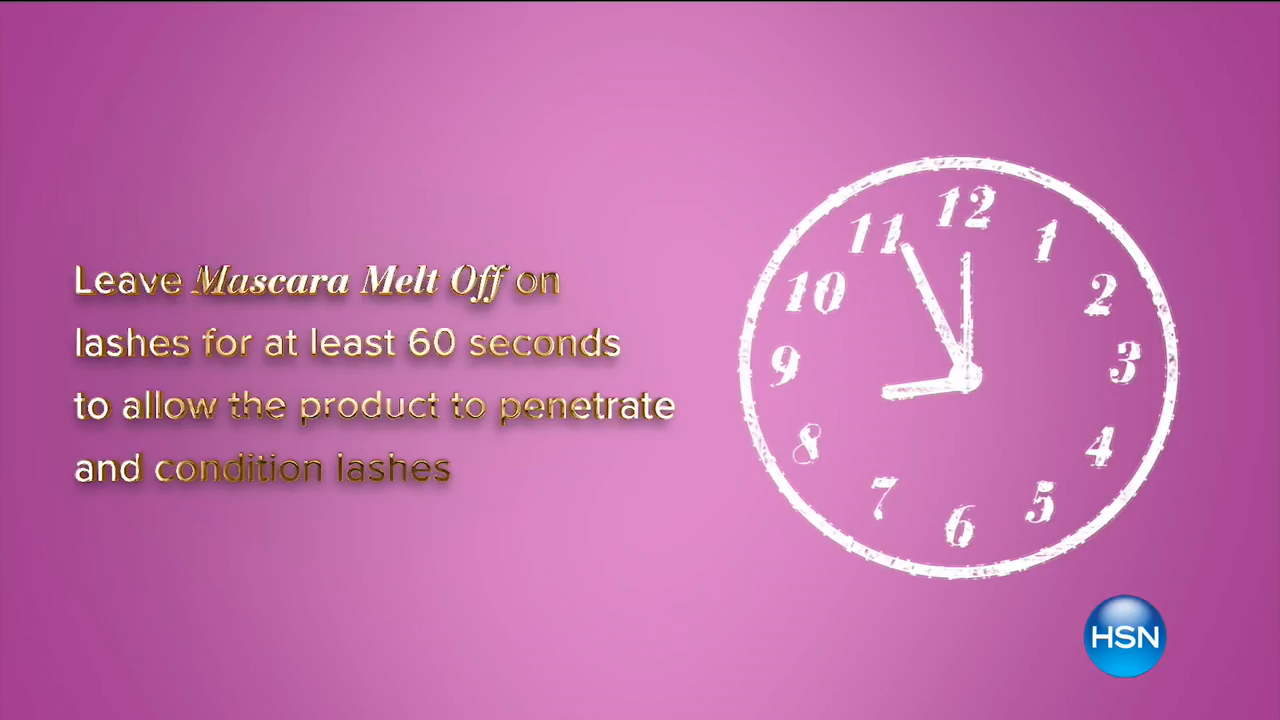 Leave Mascara Melt Off on
lashes for at least 60 seconds
to allow the product to penetrate
and condition lashes
12
11
1
10
2
9
3
8
4
7
5
6
HSN